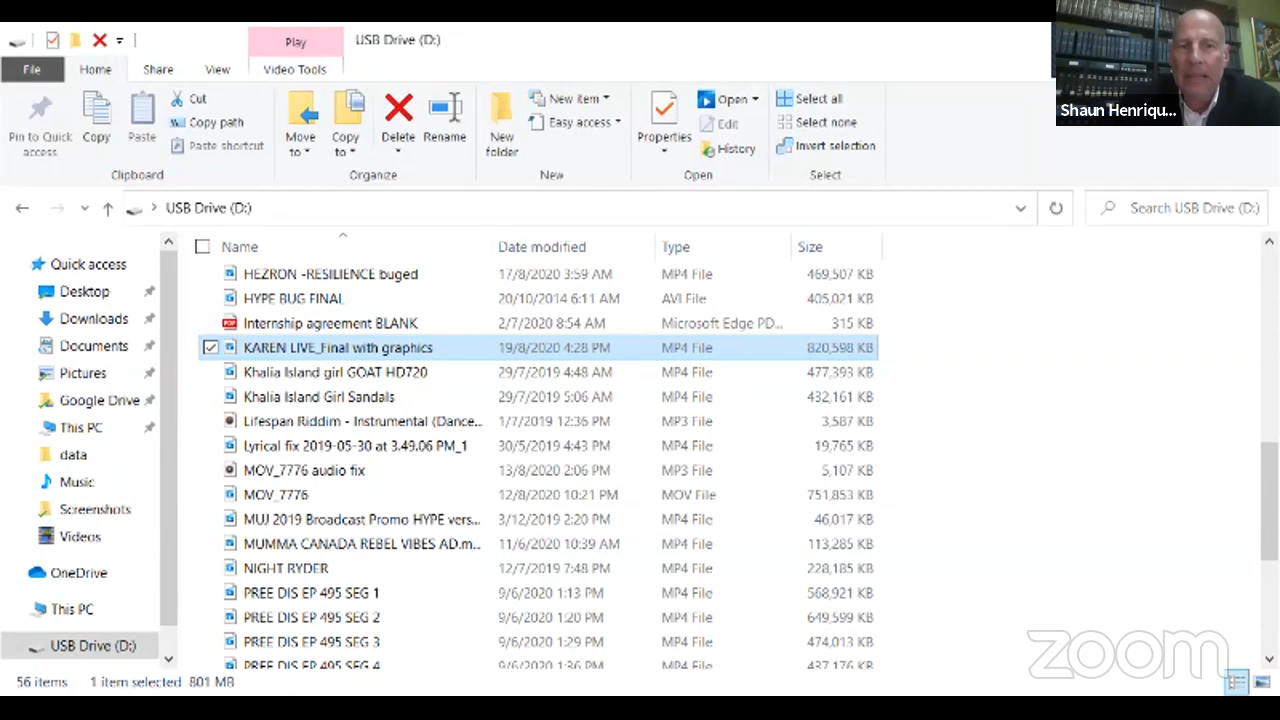 USB Drive (D:)
Play
File Home Share View Video Tools
Pin to Quick access
Copy
Paste
Cut
Copy path
Paste shortcut
Clipboard
Move to
Copy to
Delete
Rename
Organize
New folder
New item
Easy access
New
Properties
Open
Edit
History
Open
Select all
Select none
Invert selection
Select
Shaun Henriqu...
USB Drive (D:)
Search USB Drive (D:)
Quick access
Desktop
Downloads
Documents
Pictures
Google Drive
This PC
data
Music
Screenshots
Videos
OneDrive
This PC
USB Drive (D:)
Name Date modified Type Size
HEZRON -RESILIENCE buged 17/8/2020 3:59 AM MP4 File 469,507 KB
HYPE BUG FINAL 20/10/2014 6:11 AM AVI File 405,021 KB
Internship agreement BLANK 2/7/2020 8:54 AM Microsoft Edge PD... 315 KB
KAREN LIVE_Final with graphics 19/8/2020 4:28 PM MP4 File 820,598 KB
Khalia Island girl GOAT HD720 29/7/2019 4:48 AM MP4 File 477,393 KB
Khalia Island Girl Sandals 29/7/2019 5:06 AM MP4 File 432,161 KB
Lifespan Riddim - Instrumental (Dance... 1/7/2019 12:36 PM MP3 File 3,587 KB
Lyrical fix 2019-05-30 at 3.49.06 PM_1 30/5/2019 4:43 PM MP4 File 19,765 KB
MOV_7776 audio fix 13/8/2020 2:06 PM MP3 File 5,107 KB
MOV_7776 12/8/2020 10:21 PM MOV File 751,853 KB
MUJ 2019 Broadcast Promo HYPE vers... 3/12/2019 2:20 PM MP4 File 46,017 KB
MUMMA CANADA REBEL VIBES AD.m... 11/6/2020 10:39 AM MP4 File 113,285 KB
NIGHT RYDER 12/7/2019 7:48 PM MP4 File 228,185 KB
PREE DIS EP 495 SEG 1 9/6/2020 1:13 PM MP4 File 568,921 KB
PREE DIS EP 495 SEG 2 9/6/2020 1:20 PM MP4 File 649,599 KB
PREE DIS EP 495 SEG 3 9/6/2020 1:29 PM MP4 File 474,013 KB
PREE DIS EP 495 SEG 4 9/6/2020 1:36 PM MP4 File 437,176 KB
56 items 1 item selected 801 MB
zoom